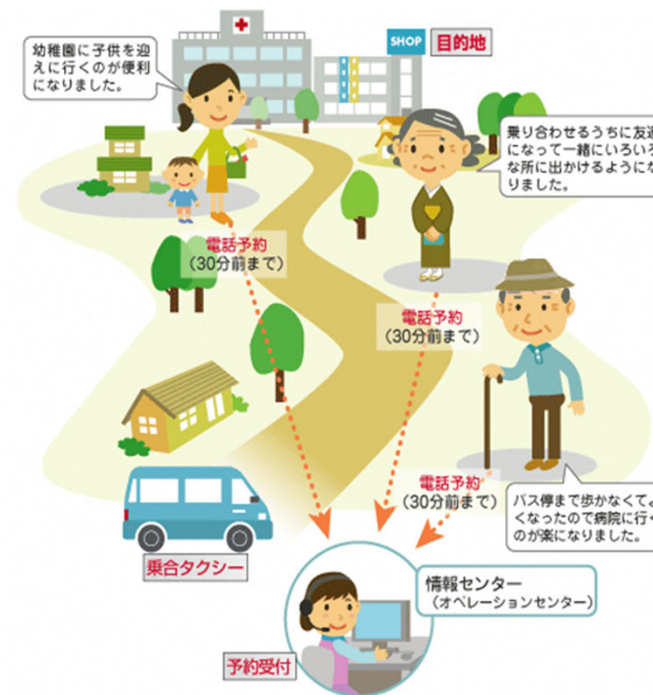 幼稚園に子供を迎
えに行くのが便利
になりました。
SHOP
目的地
乗り合わせるうちに友達
になって一緒にいろいろ
な所に出かけるようにな
りました。
電話予約
(30分前まで)
電話予約
(30分前まで)
電話予約
(30分前まで)
バス停まで歩かなくてよ
くなったので病院に行く
のが楽になりました。
乗合タクシー
情報センター
(オペレーションセンター)
予約受付